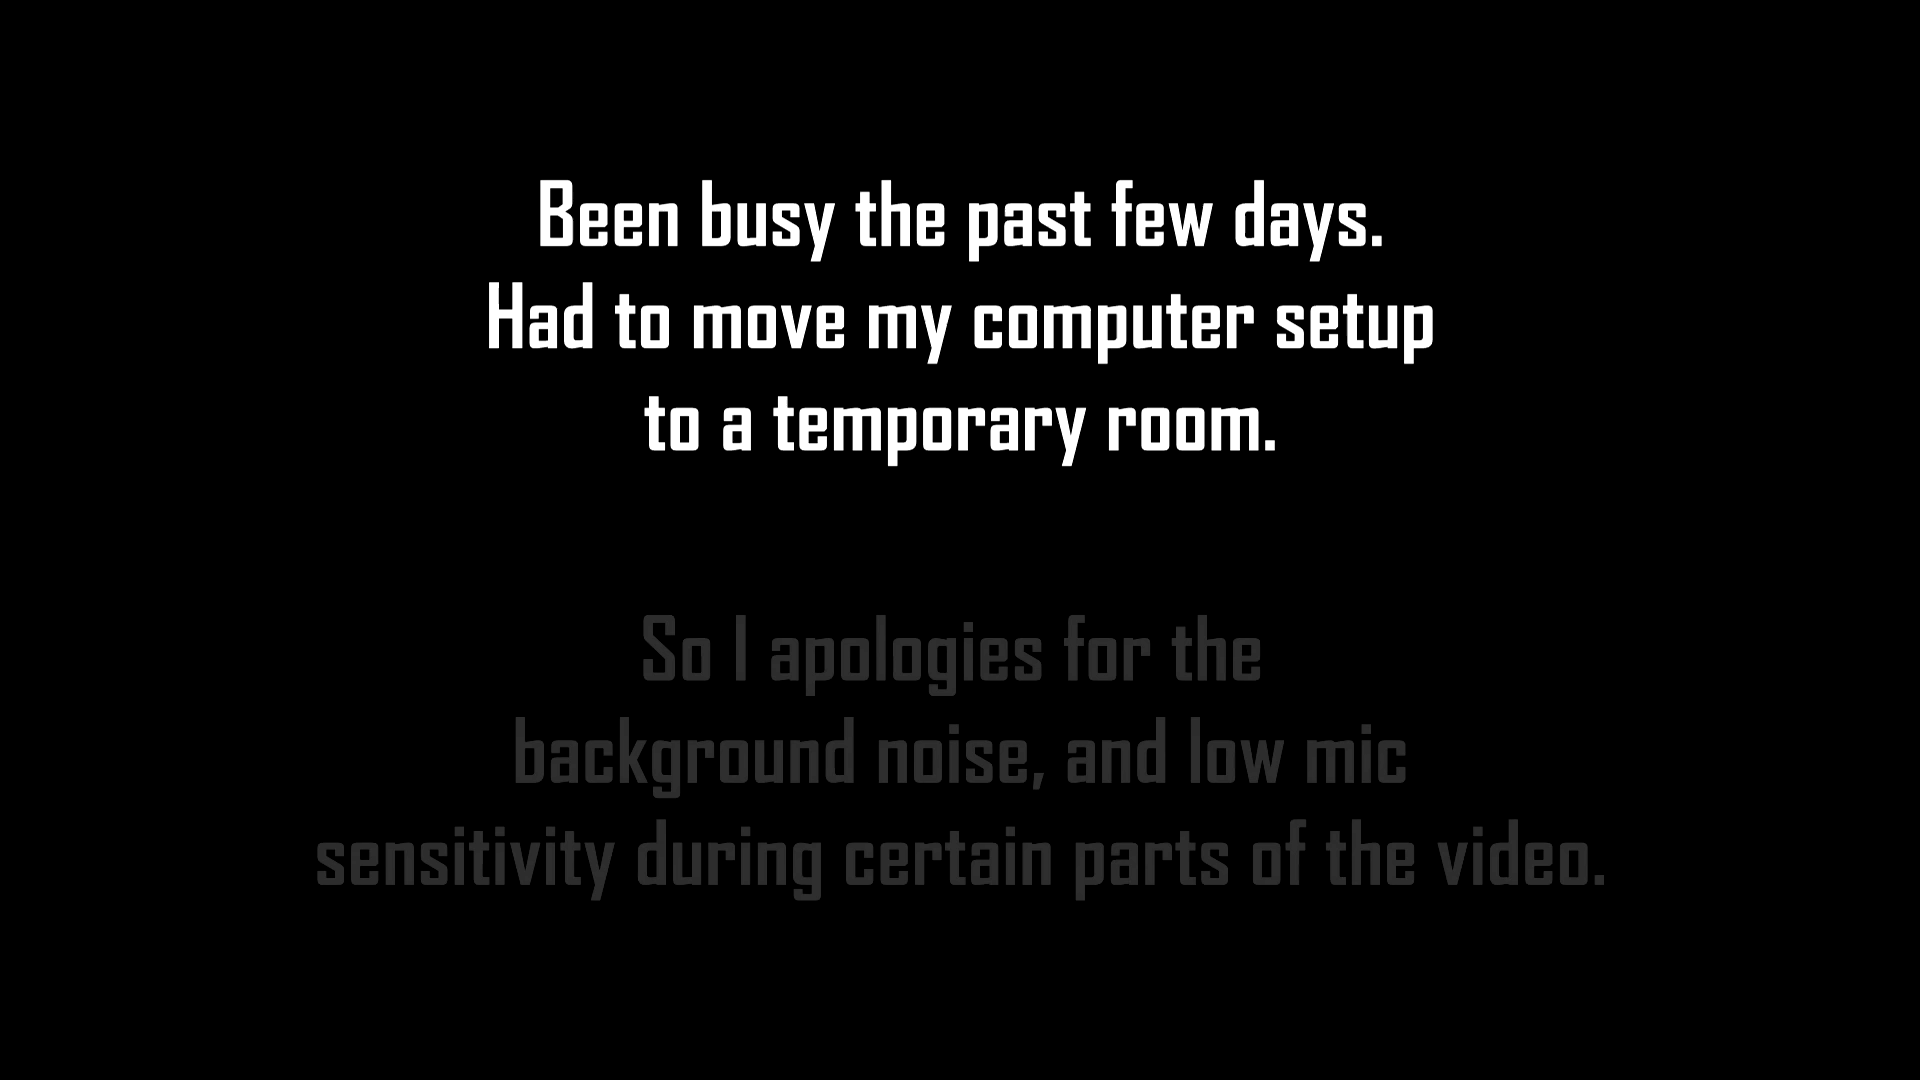 Been busy the past few days.
Had to move my computer setup
to a temporary room.
So I apologies for the
background noise, and low mic
sensitivity during certain parts of the video.